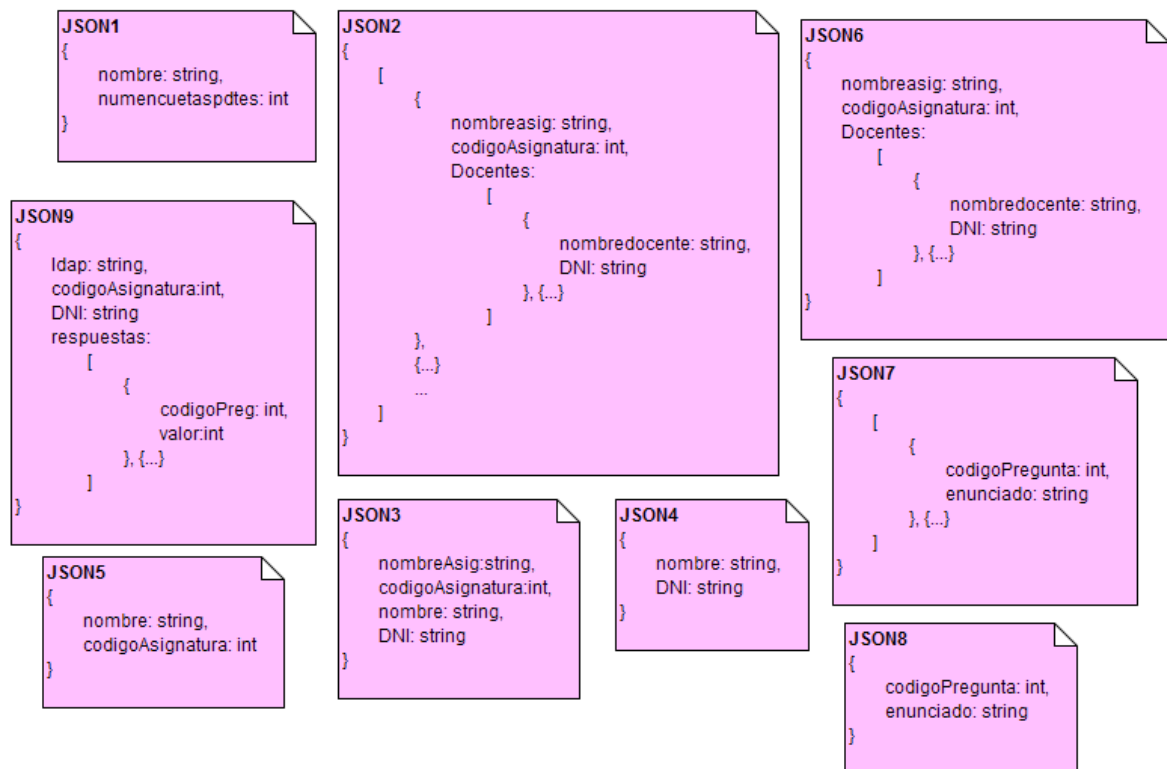 JSON1
{
nombre: string,
numencuetaspdtes: int
}
JSON2
{
[
{
nombreasig: string,
codigoAsignatura: int,
Docentes:
[
{
nombredocente: string,
DNI: string
}, {...}
]
},
{...}
...
]
}
JSON6
{
nombreasig: string,
codigoAsignatura: int,
Docentes:
[
{
nombredocente: string,
DNI: string
}, {...}
]
}
JSON9
{
ldap: string,
codigoAsignatura:int,
DNI: string
respuestas:
[
{
codigoPreg: int,
valor:int
}, {...}
]
}
JSON7
{
[
{
codigoPregunta: int,
enunciado: string
}, {...}
]
}
JSON5
{
nombre: string,
codigoAsignatura: int
}
JSON3
{
nombreAsig:string,
codigoAsignatura:int,
nombre: string,
DNI: string
}
JSON4
{
nombre: string,
DNI: string
}
JSON8
{
codigoPregunta: int,
enunciado: string
}